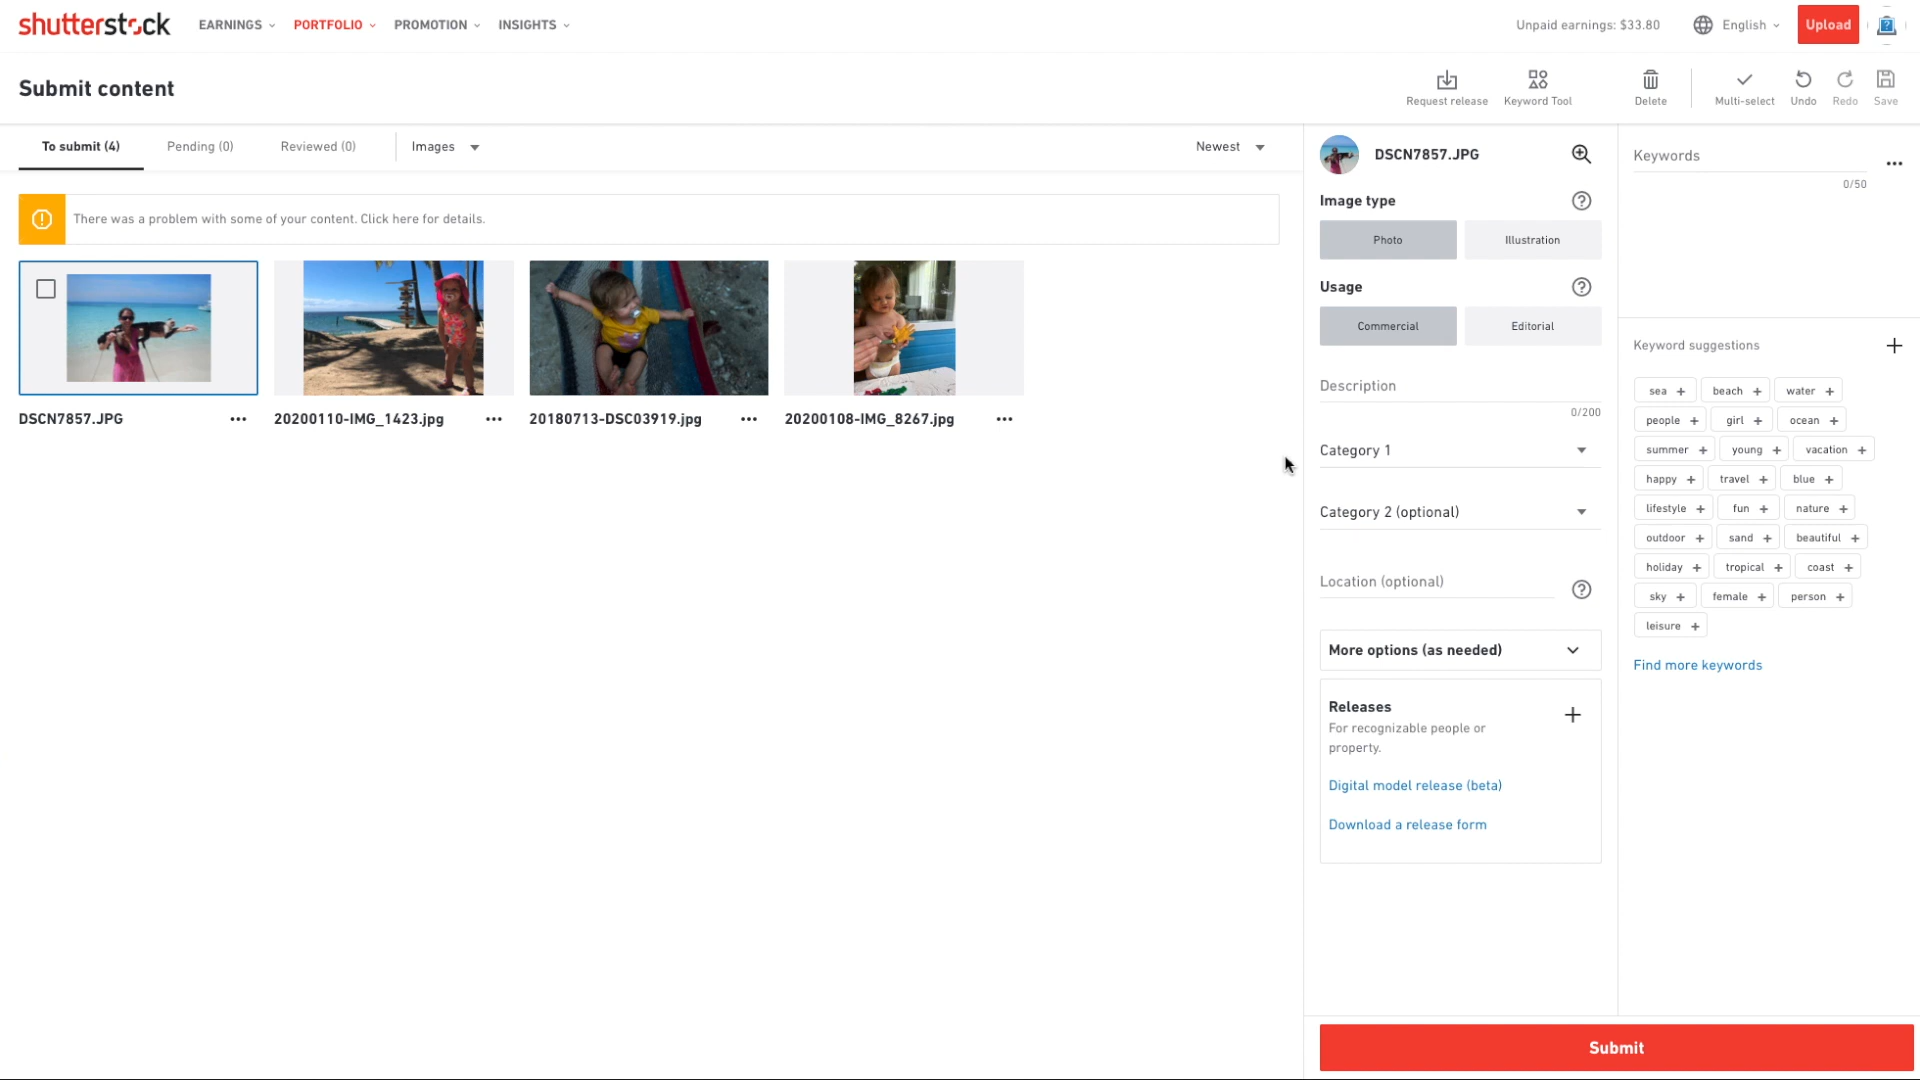 shutterstock
EARNINGS
PORTFOLIO
PROMOTION
INSIGHTS
Unpaid earnings: $33.80
English
Upload
Submit content
Request release
Keyword Tool
Delete
Multi-select
Undo
Redo
Save
To submit (4)
Pending (0)
Reviewed (0)
Images
Newest
There was a problem with some of your content. Click here for details.
DSCN7857.JPG
20200110-IMG_1423.jpg
20180713-DSC03919.jpg
20200108-IMG_8267.jpg
DSCN7857.JPG
Image type
Photo
Illustration
Usage
Commercial
Editorial
Description
0/200
Category 1
Category 2 (optional)
Location (optional)
More options (as needed)
Releases
For recognizable people or
property.
Digital model release (beta)
Download a release form
Keywords
0/50
Keyword suggestions
sea + beach + water +
people + girl + ocean +
summer + young + vacation +
happy + travel + blue +
lifestyle + fun + nature +
outdoor + sand + beautiful +
holiday + tropical + coast +
sky + female + person +
leisure +
Find more keywords
Submit